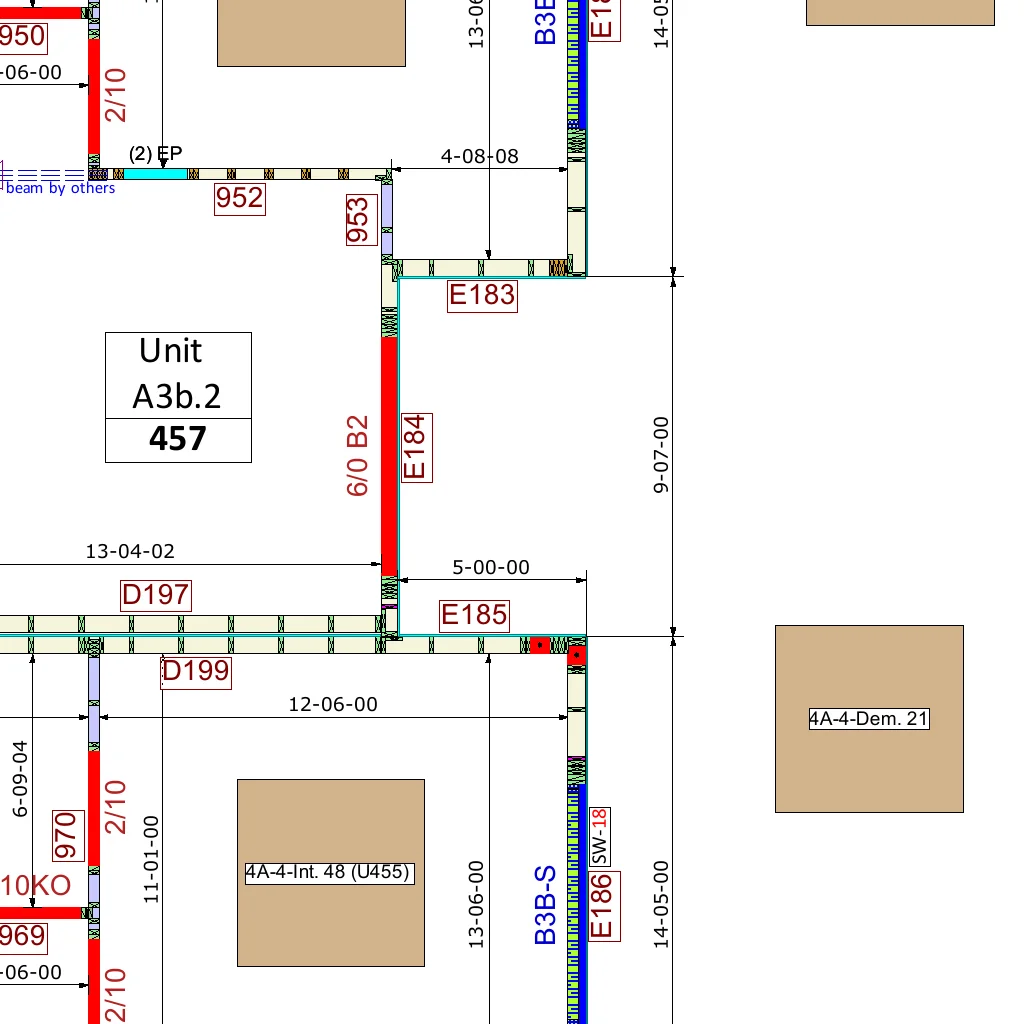 950
-06-00
2/10
13-06
B3B
E18
14-05
(2) EP
4-08-08
beam by others
952
953
E183
Unit
A3b.2
457
6/0 B2
E184
9-07-00
13-04-02
5-00-00
D197
E185
D199
12-06-00
4A-4-Dem. 21
6-09-04
970
2/10
11-01-00
4A-4-Int. 48 (U455)
13-06-00
B3B-S
SW-18
E186
14-05-00
10KO
969
-06-00
2/10